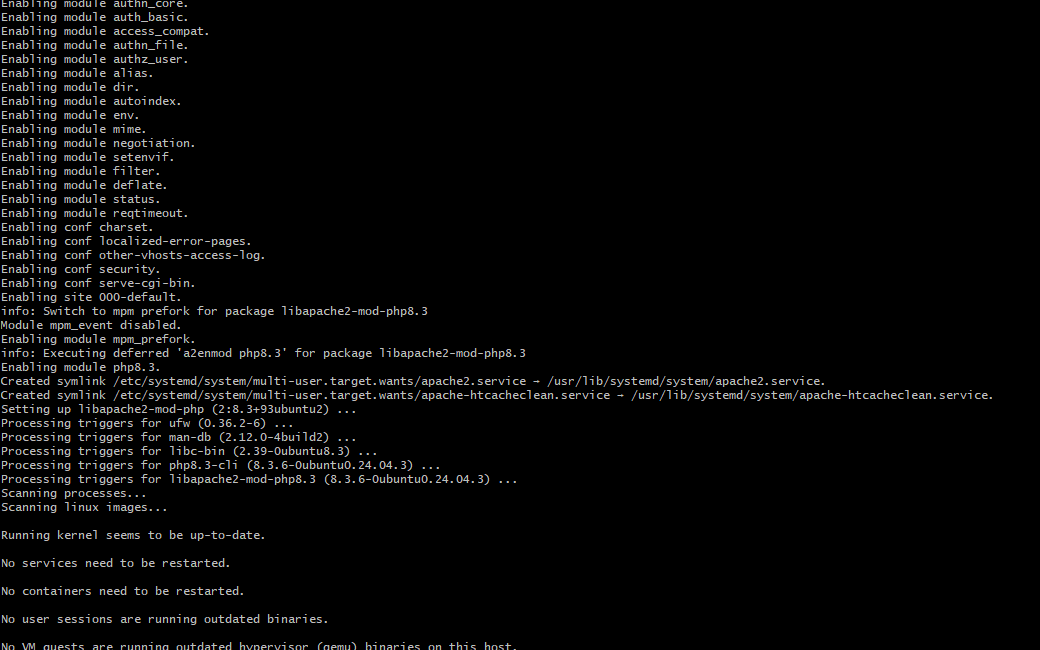 Enabling module authn_core.
Enabling module auth_basic.
Enabling module access_compat.
Enabling module authn_file.
Enabling module authz_user.
Enabling module alias.
Enabling module dir.
Enabling module autoindex.
Enabling module env.
Enabling module mime.
Enabling module negotiation.
Enabling module setenvif.
Enabling module filter.
Enabling module deflate.
Enabling module status.
Enabling module reqtimeout.
Enabling conf charset.
Enabling conf localized-error-pages.
Enabling conf other-vhosts-access-log.
Enabling conf security.
Enabling conf serve-cgi-bin.
Enabling site 000-default.
info: Switch to mpm prefork for package libapache2-mod-php8.3
Module mpm_event disabled.
Enabling module mpm_prefork.
info: Executing deferred 'a2enmod php8.3' for package libapache2-mod-php8.3
Enabling module php8.3.
Created symlink /etc/systemd/system/multi-user.target.wants/apache2.service → /usr/lib/systemd/system/apache2.service.
Created symlink /etc/systemd/system/multi-user.target.wants/apache-htcacheclean.service → /usr/lib/systemd/system/apache-htcacheclean.service.
Setting up libapache2-mod-php (2:8.3+93ubuntu2) ...
Processing triggers for ufw (0.36.2-6) ...
Processing triggers for man-db (2.12.0-4build2) ...
Processing triggers for libc-bin (2.39-0ubuntu8.3) ...
Processing triggers for php8.3-cli (8.3.6-0ubuntu0.24.04.3) ...
Processing triggers for libapache2-mod-php8.3 (8.3.6-0ubuntu0.24.04.3) ...
Scanning processes...
Scanning linux images...
Running kernel seems to be up-to-date.
No services need to be restarted.
No containers need to be restarted.
No user sessions are running outdated binaries.
No VM guests are running outdated hypervisor (qemu) binaries on this host.